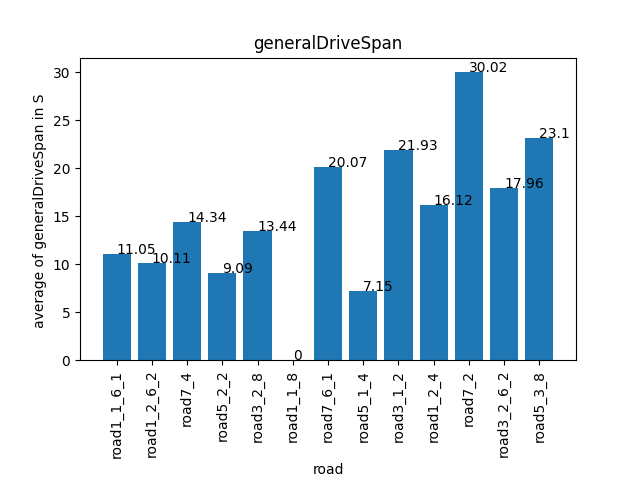 generalDriveSpan
average of generalDriveSpan in S
30
25
20
15
10
5
0
11.05
10.11
14.34
9.09
13.44
0
20.07
7.15
21.93
16.12
30.02
17.96
23.1
road1_1_6_1
road1_2_6_2
road7_4
road5_2_2
road3_2_8
road1_1_8
road7_6_1
road5_1_4
road3_1_2
road1_2_4
road7_2
road3_2_6_2
road5_3_8
road